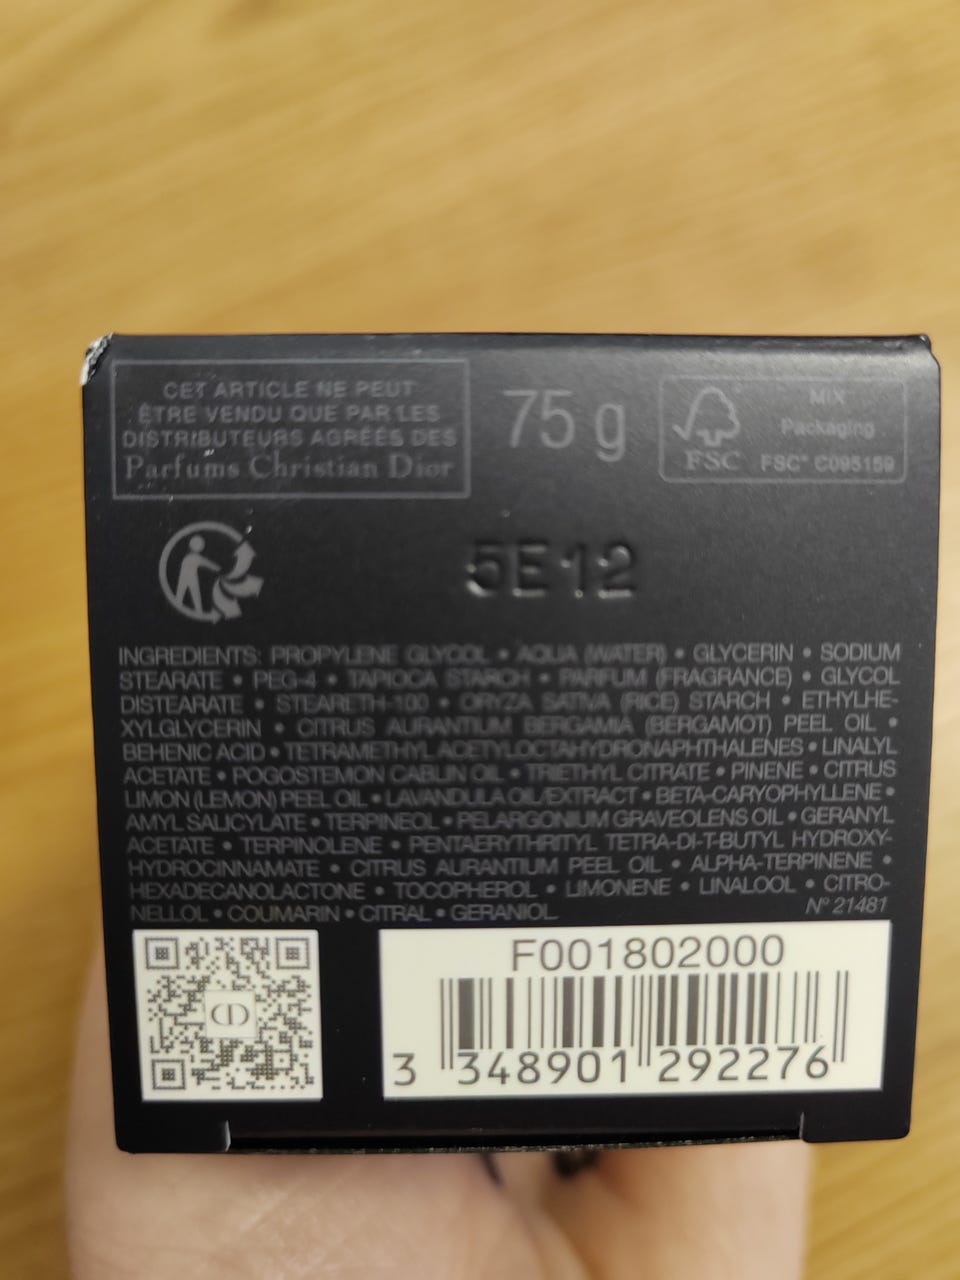 CET ARTICLE NE PEUT
ÊTRE VENDU QUE PAR LES
DISTRIBUTEURS AGRÉÉS DES
Parfums Christian Dior
75 g
MIX
Packaging
FSC
FSC® C095159
5E12
INGREDIENTS: PROPYLENE GLYCOL • AQUA (WATER) • GLYCERIN • SODIUM
STEARATE • PEG-4 • TAPIOCA STARCH • PARFUM (FRAGRANCE) • GLYCOL
DISTEARATE • STEARETH-100 • ORYZA SATIVA (RICE) STARCH • ETHYLHE-
XYLGLYCERIN • CITRUS AURANTIUM BERGAMIA (BERGAMOT) PEEL OIL •
BEHENIC ACID • TETRAMETHYL ACETYLOCTAHYDRONAPHTHALENES • LINALYL
ACETATE • POGOSTEMON CABLIN OIL • TRIETHYL CITRATE • PINENE • CITRUS
LIMON (LEMON) PEEL OIL • LAVANDULA OIL/EXTRACT • BETA-CARYOPHYLLENE •
AMYL SALICYLATE • TERPINEOL • PELARGONIUM GRAVEOLENS OIL • GERANYL
ACETATE • TERPINOLENE • PENTAERYTHRITYL TETRA-DI-T-BUTYL HYDROXY-
HYDROCINNAMATE • CITRUS AURANTIUM PEEL OIL • ALPHA-TERPINENE •
HEXADECANOLACTONE • TOCOPHEROL • LIMONENE • LINALOOL • CITRO-
NELLOL • COUMARIN • CITRAL • GERANIOL.
N° 21481
CD
F001802000
3 348901 292276